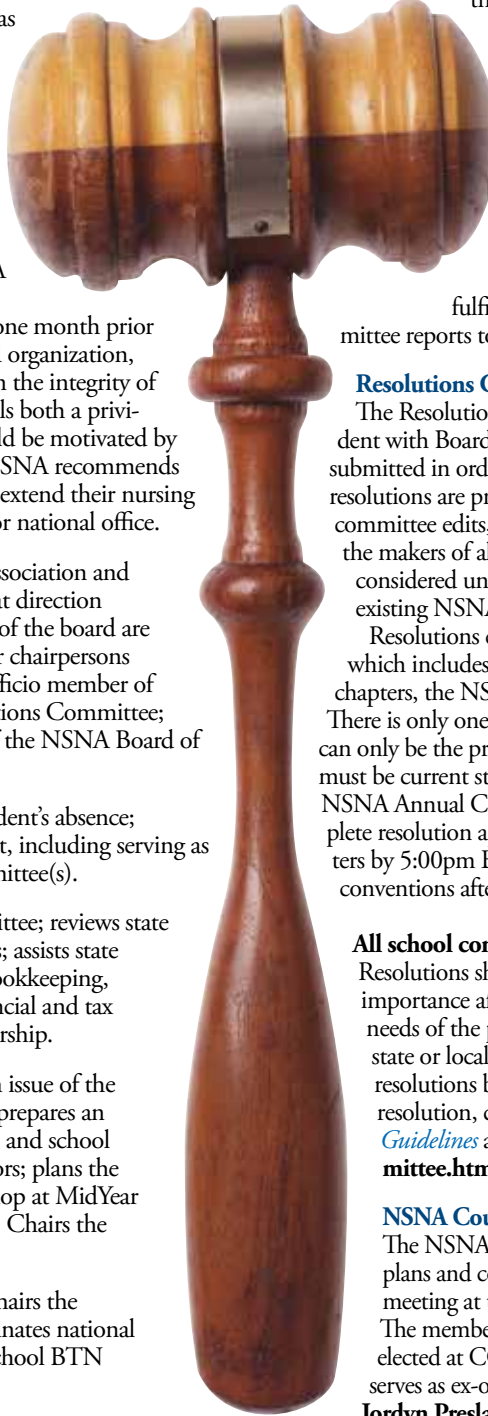 as
A
one month prior
organization,
the integrity of
both a privi-
be motivated by
NSNA recommends
extend their nursing
or national office.
ssociation and
at direction
of the board are
chairpersons
fficio member of
tions Committee;
f the NSNA Board of
dent's absence;
t, including serving as
mittee(s).
ttee; reviews state
s; assists state
ookkeeping,
ncial and tax
rship.
issue of the
prepares an
and school
ors; plans the
op at MidYear
Chairs the
hairs the
inates national
chool BTN
th
fulfi
mittee reports to
Resolutions C
The Resolutio
dent with Board
submitted in ord
resolutions are pr
committee edits,
the makers of al
considered un
existing NSNA
Resolutions c
which includes
chapters, the NS
There is only one
can only be the pr
must be current st
NSNA Annual C
plete resolution a
ters by 5:00pm E
conventions afte
All school con
Resolutions sh
importance af
needs of the p
state or local
resolutions b
resolution, c
Guidelines a
mittee.htm
NSNA Cou
The NSNA
plans and co
meeting at
The membe
elected at CO
serves as ex-o
Jordyn Presla